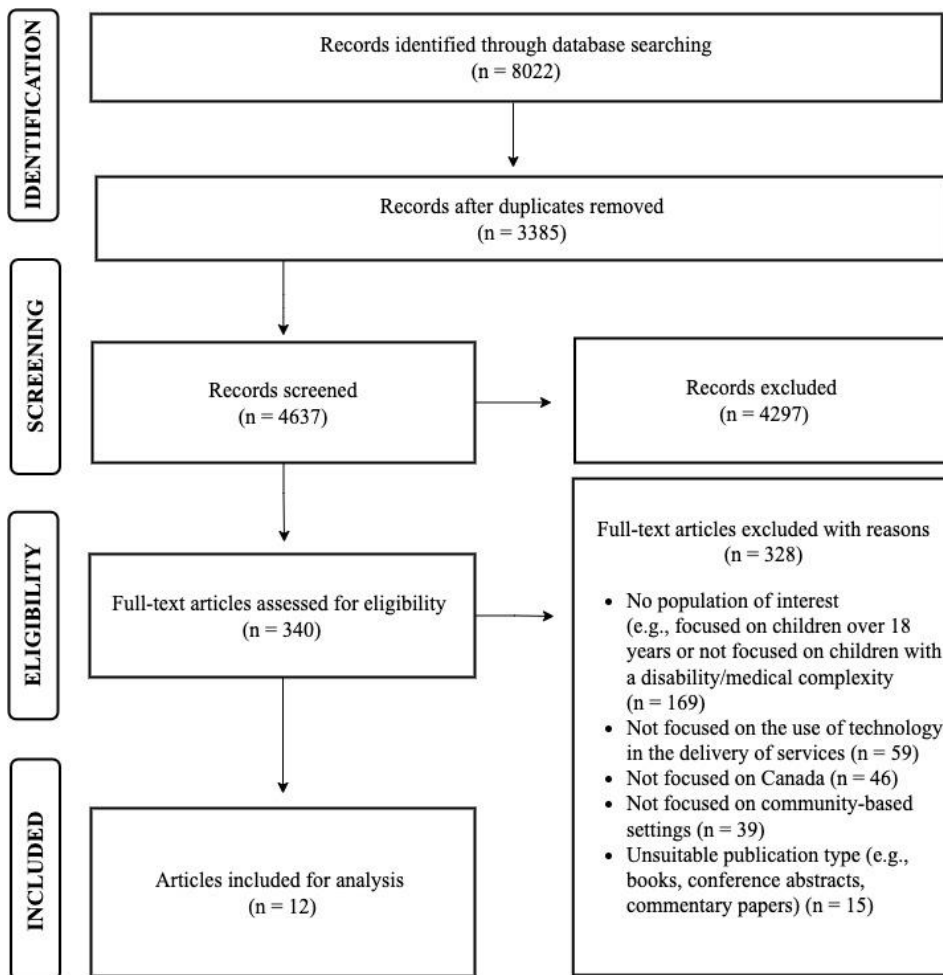 IDENTIFICATION
Records identified through database searching
(n = 8022)
Records after duplicates removed
(n = 3385)
SCREENING
Records screened
(n = 4637)
Records excluded
(n = 4297)
ELIGIBILITY
Full-text articles assessed for eligibility
(n = 340)
Full-text articles excluded with reasons
(n = 328)
• No population of interest
(e.g., focused on children over 18
years or not focused on children with
a disability/medical complexity
(n = 169)
• Not focused on the use of technology
in the delivery of services (n = 59)
• Not focused on Canada (n = 46)
• Not focused on community-based
settings (n = 39)
• Unsuitable publication type (e.g.,
books, conference abstracts,
commentary papers) (n = 15)
INCLUDED
Articles included for analysis
(n = 12)